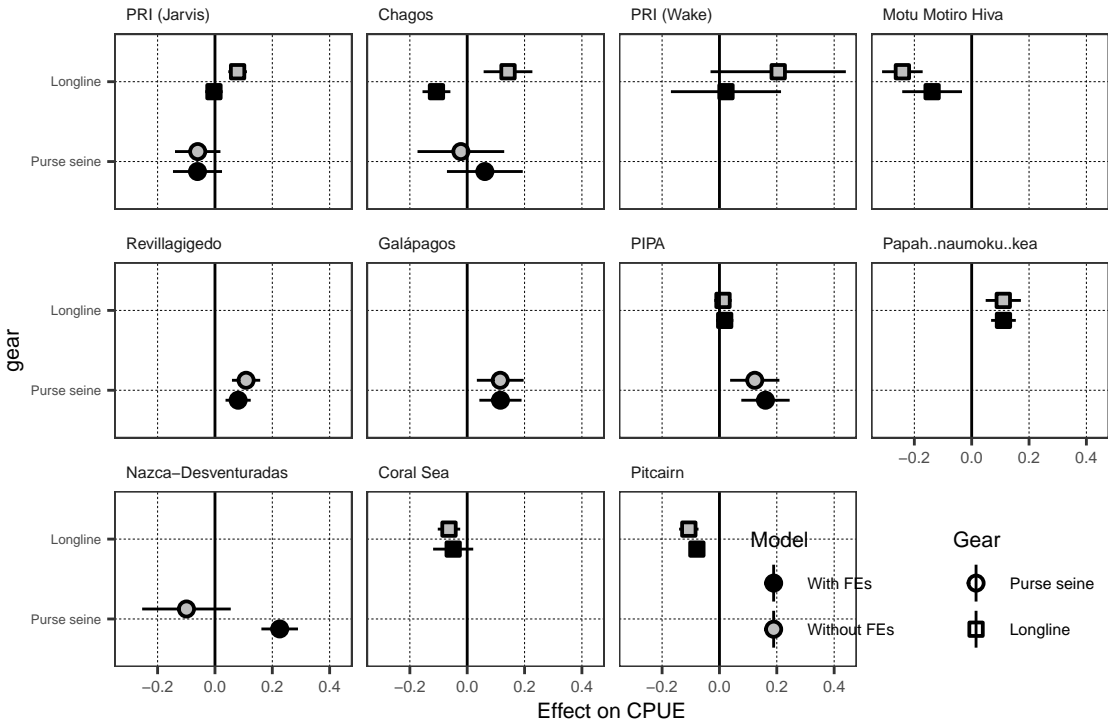 PRI (Jarvis) Chagos PRI (Wake) Motu Motiro Hiva
Longline
Purse seine
Revillagigedo Galápagos PIPA Papah..naumoku..kea
Longline
Purse seine
−0.2 0.0 0.2 0.4
Nazca−Desventuradas Coral Sea Pitcairn
Longline
Purse seine
−0.2 0.0 0.2 0.4 −0.2 0.0 0.2 0.4 −0.2 0.0 0.2 0.4
gear
Effect on CPUE
Model
With FEs
Without FEs
Gear
Purse seine
Longline